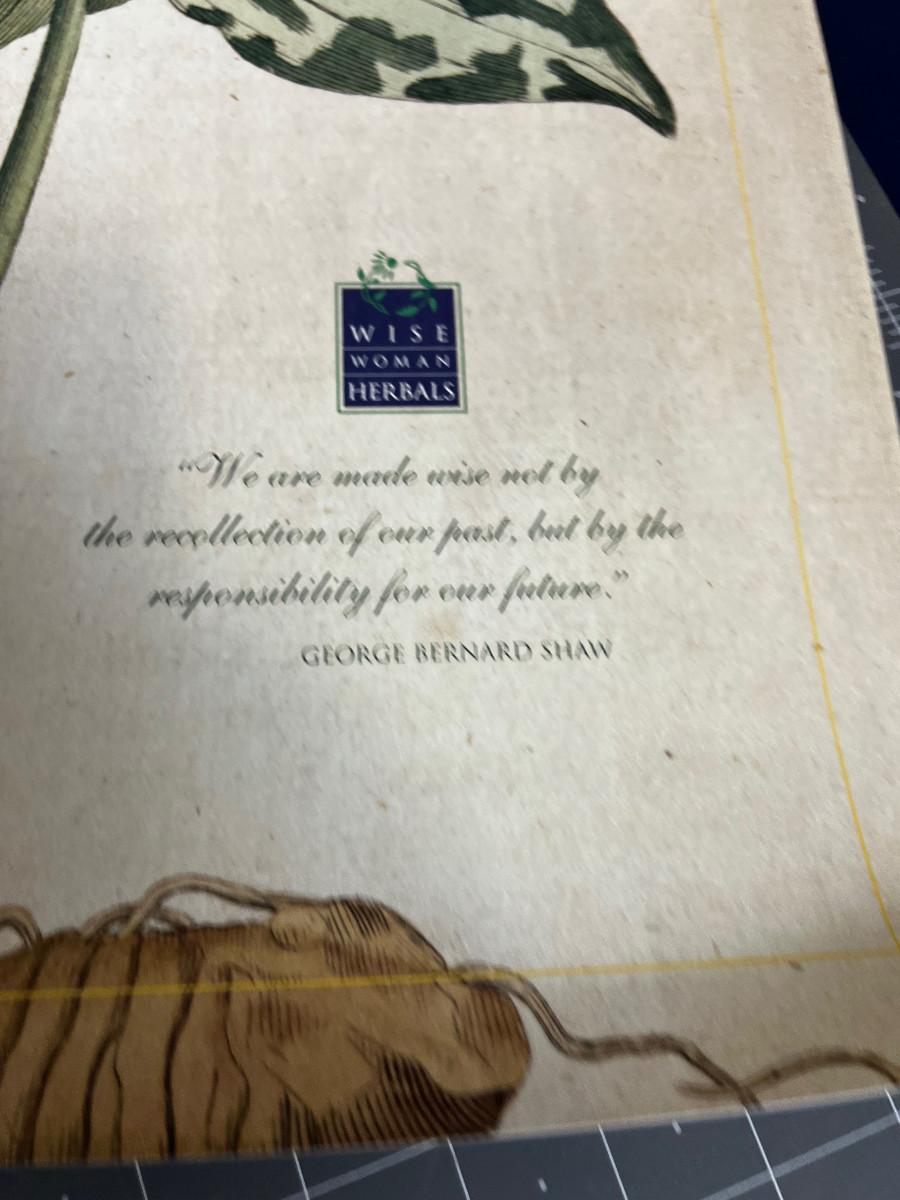 WISE
WOMAN
HERBALS
“We are made wise not by
the recollection of our past, but by the
responsibility for our future.”
GEORGE BERNARD SHAW